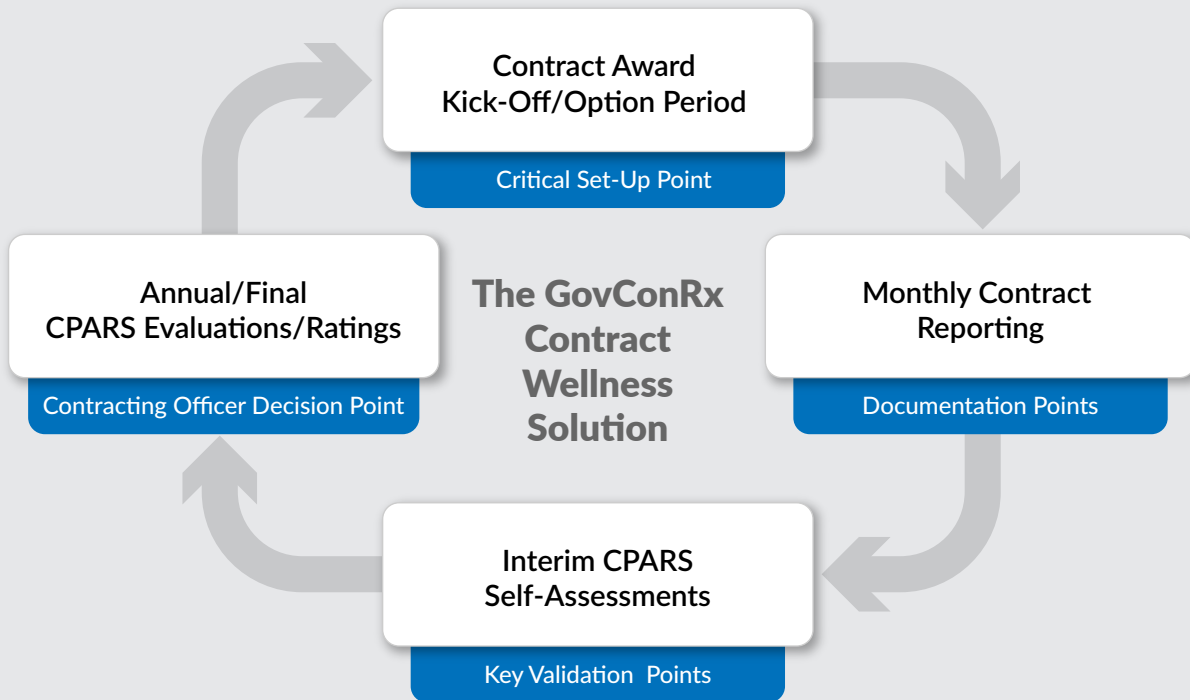 Contract Award
Kick-Off/Option Period
Critical Set-Up Point
Annual/Final
CPARS Evaluations/Ratings
Contracting Officer Decision Point
The GovConRx
Contract
Wellness
Solution
Monthly Contract
Reporting
Documentation Points
Interim CPARS
Self-Assessments
Key Validation  Points